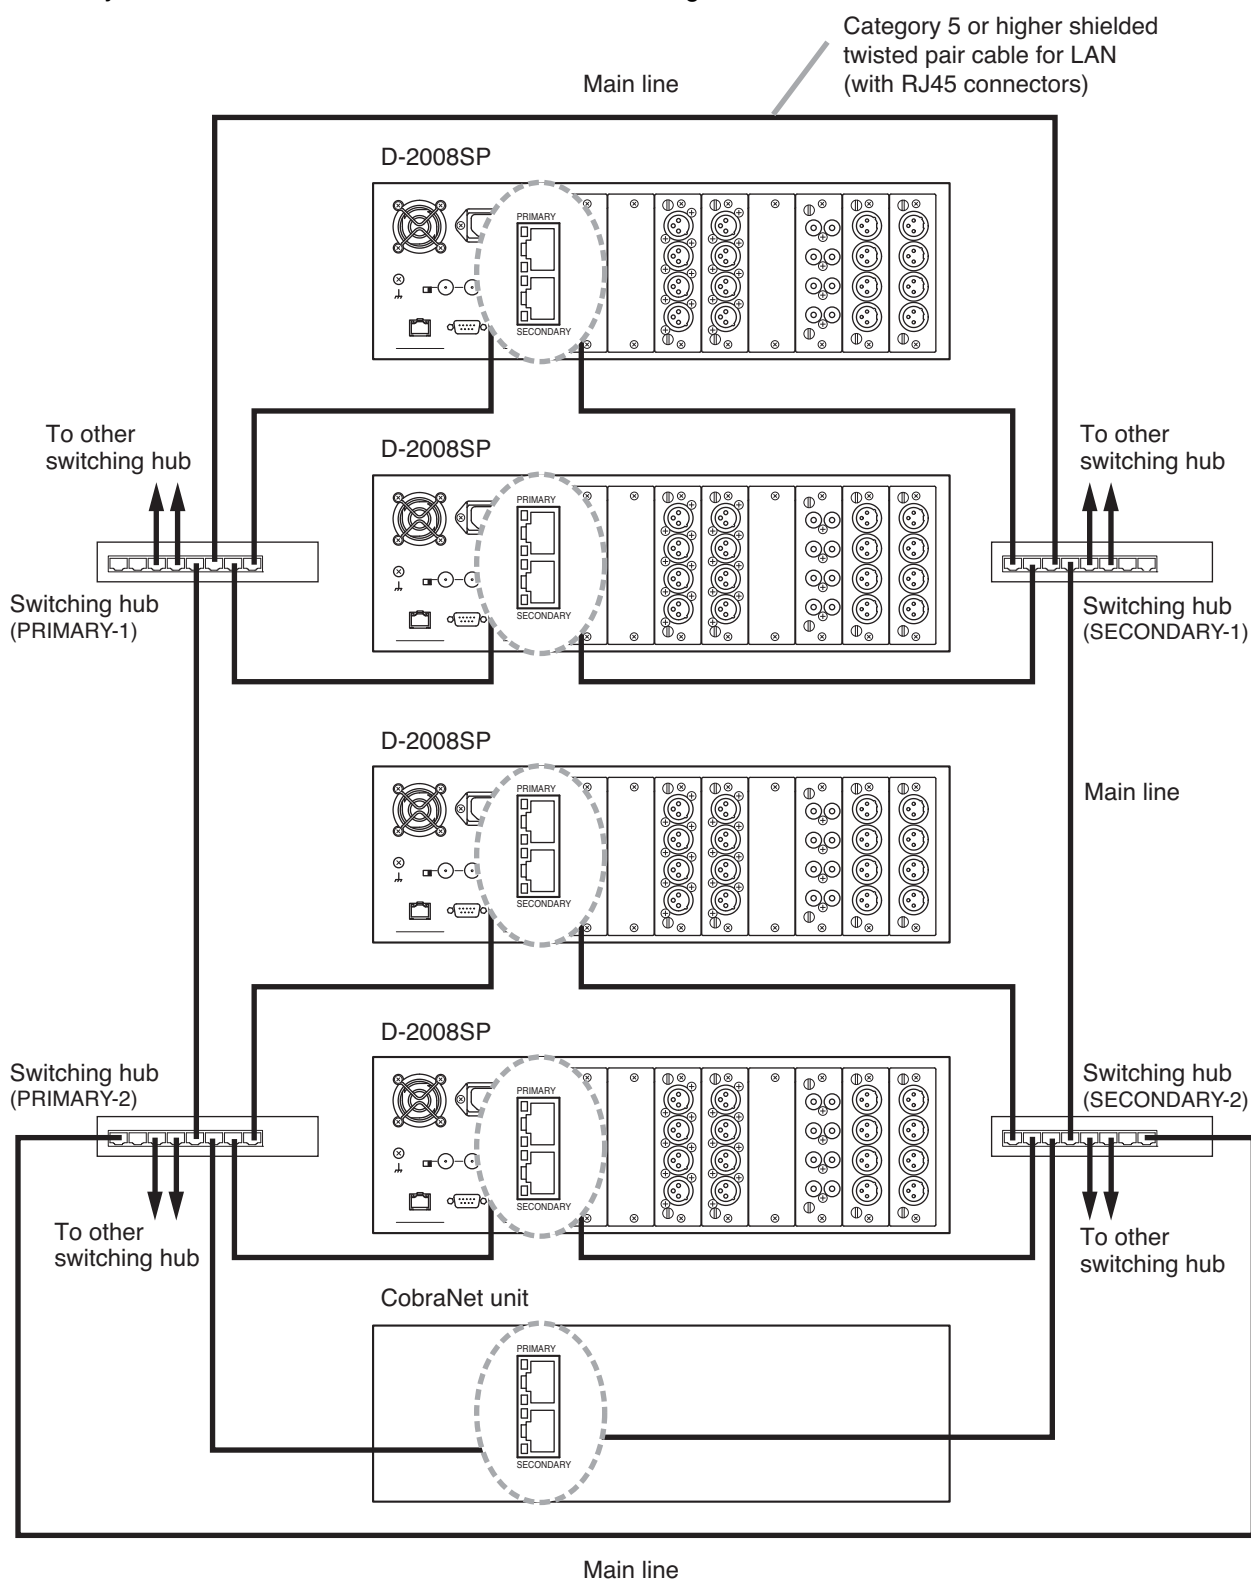 Category 5 or higher shielded
twisted pair cable for LAN
(with RJ45 connectors)
Main line
D-2008SP
PRIMARY
SECONDARY
To other
switching hub
D-2008SP
To other
switching hub
PRIMARY
SECONDARY
Switching hub
(PRIMARY-1)
Switching hub
(SECONDARY-1)
D-2008SP
PRIMARY
SECONDARY
Main line
D-2008SP
PRIMARY
SECONDARY
Switching hub
(PRIMARY-2)
Switching hub
(SECONDARY-2)
To other
switching hub
To other
switching hub
CobraNet unit
PRIMARY
SECONDARY
Main line